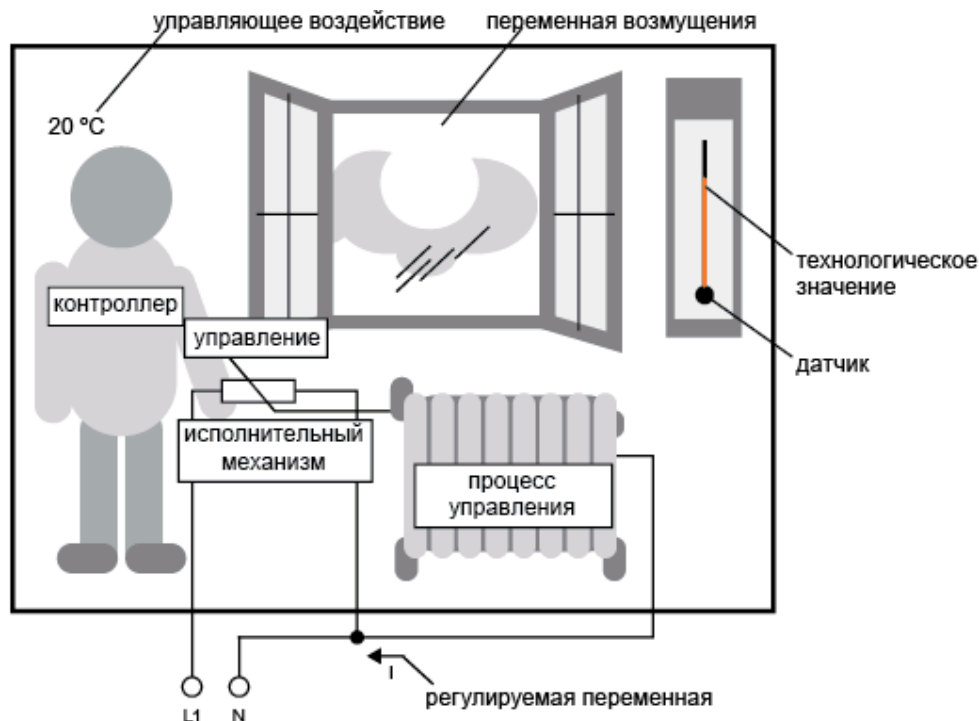 управляющее воздействие
переменная возмущения
20 °C
контроллер
управление
исполнительный
механизм
процесс
управления
технологическое
значение
датчик
I
регулируемая переменная
L1
N